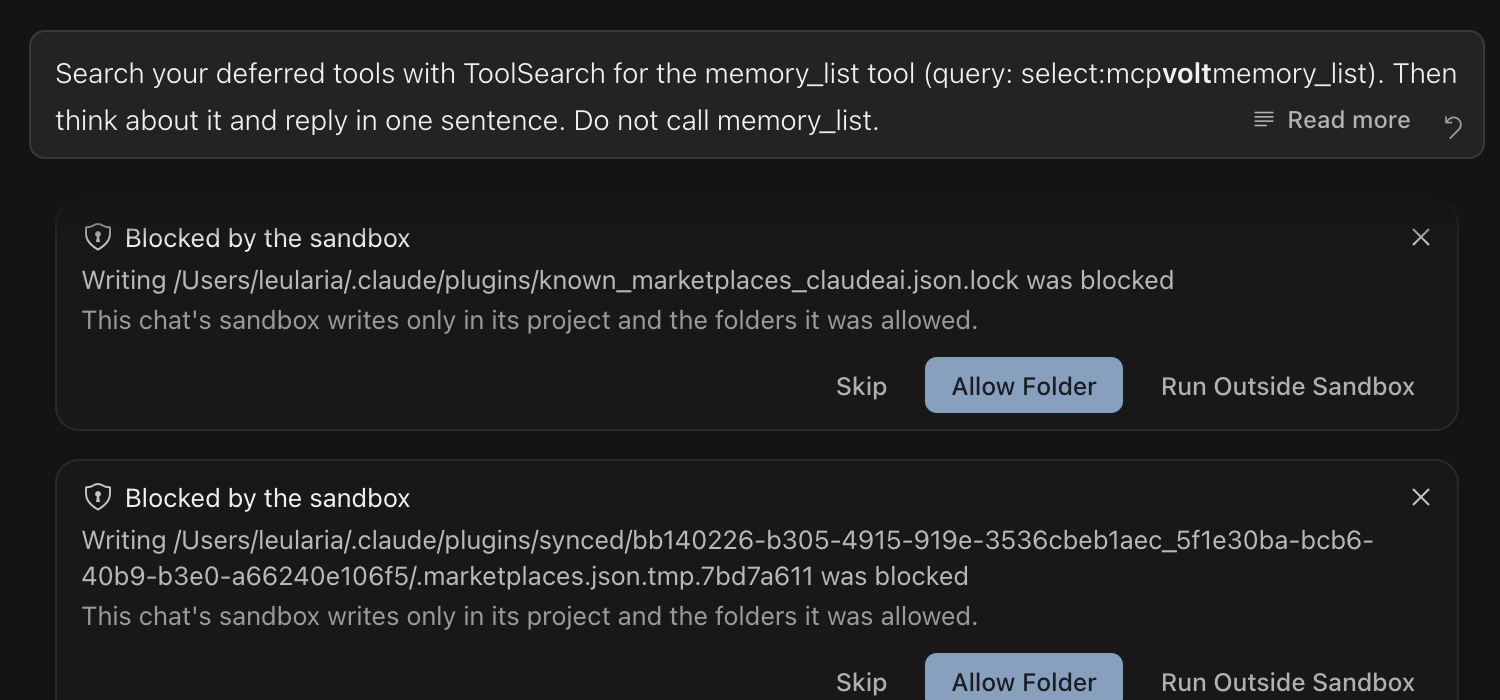 Search your deferred tools with ToolSearch for the memory_list tool (query: select:mcpvoltmemory_list). Then
think about it and reply in one sentence. Do not call memory_list.
Read more
Blocked by the sandbox
Writing /Users/leularia/.claude/plugins/known_marketplaces_claudeai.json.lock was blocked
This chat's sandbox writes only in its project and the folders it was allowed.
Skip Allow Folder Run Outside Sandbox
Blocked by the sandbox
Writing /Users/leularia/.claude/plugins/synced/bb140226-b305-4915-919e-3536cbeb1aec_5f1e30ba-bcb6-
40b9-b3e0-a66240e106f5/.marketplaces.json.tmp.7bd7a611 was blocked
This chat's sandbox writes only in its project and the folders it was allowed.
Skip Allow Folder Run Outside Sandbox